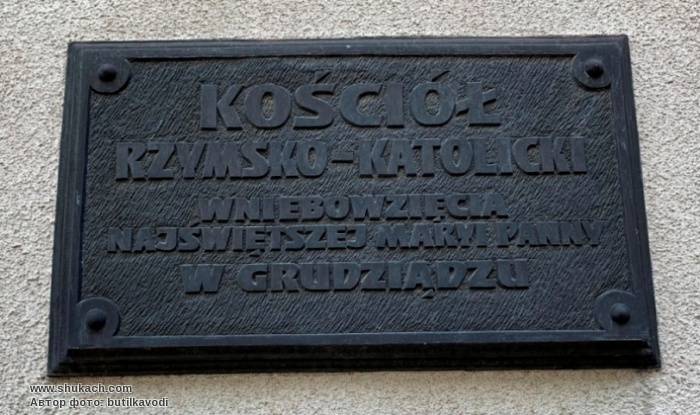 KOŚCIÓŁ
RZYMSKO-KATOLICKI
WNIEBOWZIĘCIA
NAJŚWIĘTSZEJ MARYI PANNY
W GRUDZIĄDZU
www.shukach.com
Автор фото: butilkavodi